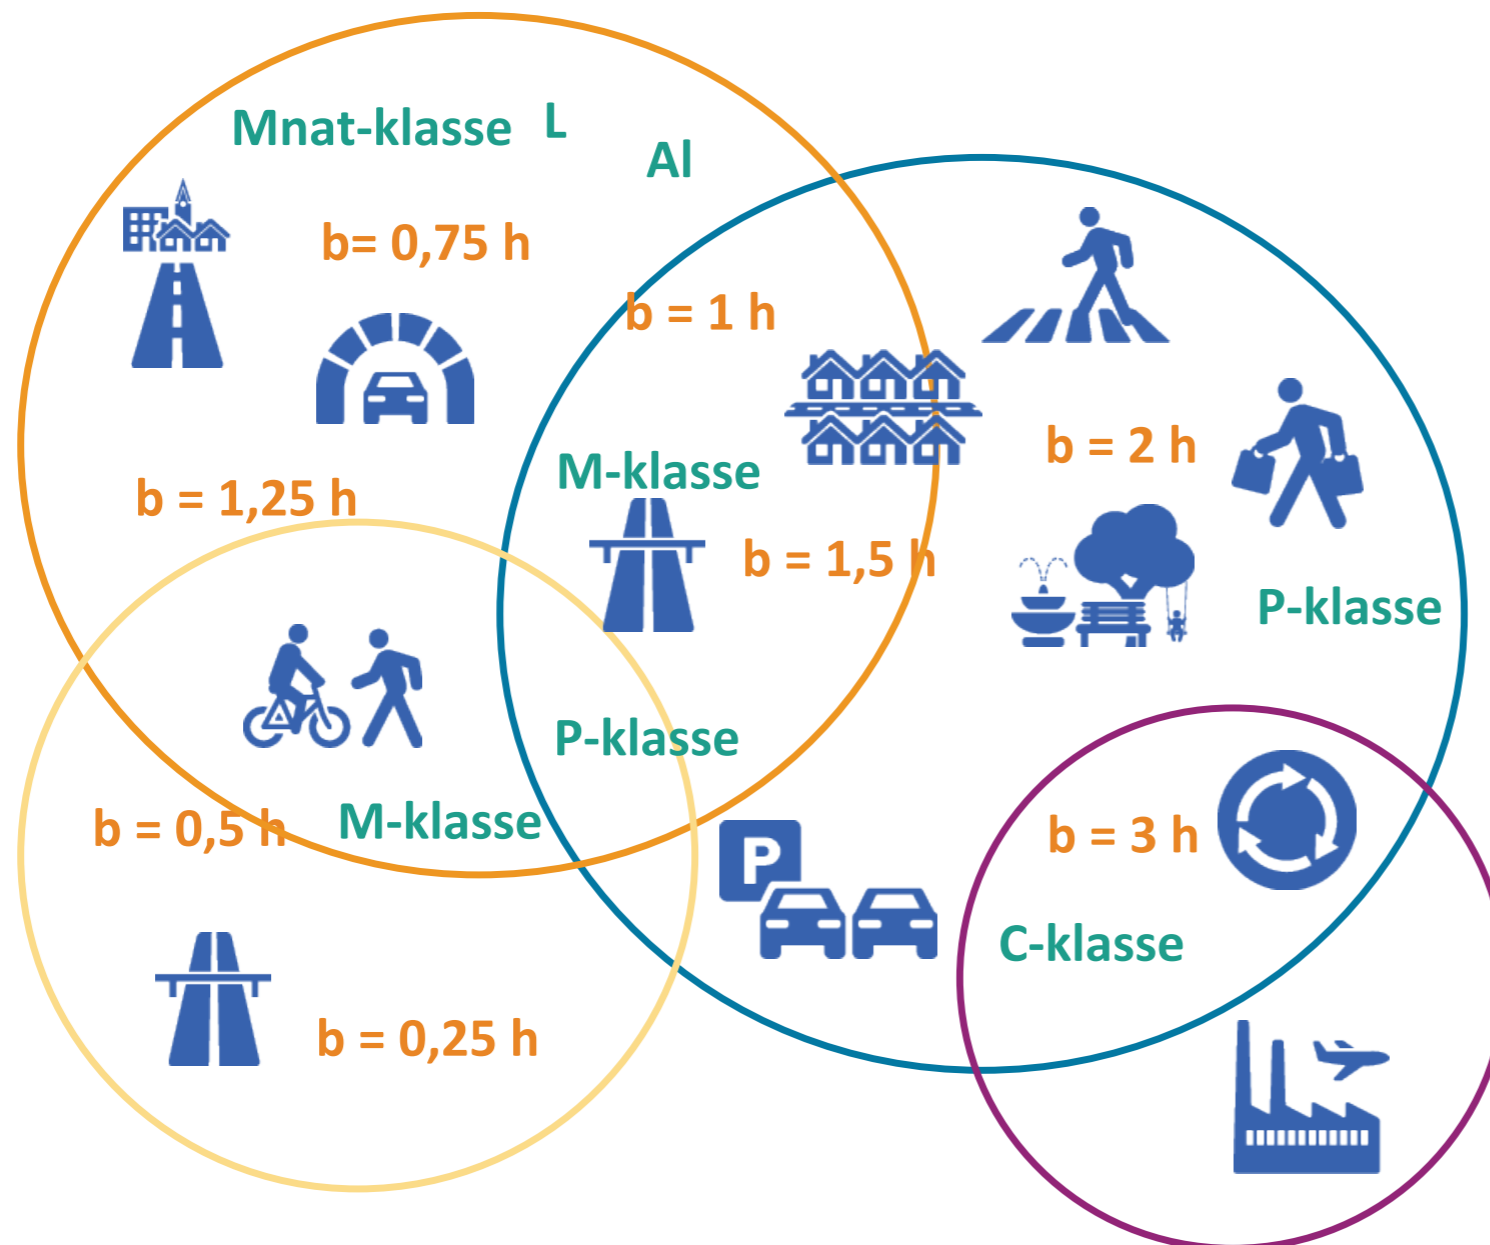 Mnat-klasse
L
Al
b= 0,75 h
b = 1 h
b = 2 h
M-klasse
b = 1,25 h
b = 1,5 h
P-klasse
P-klasse
b = 0,5 h
M-klasse
b = 3 h
P
C-klasse
b = 0,25 h